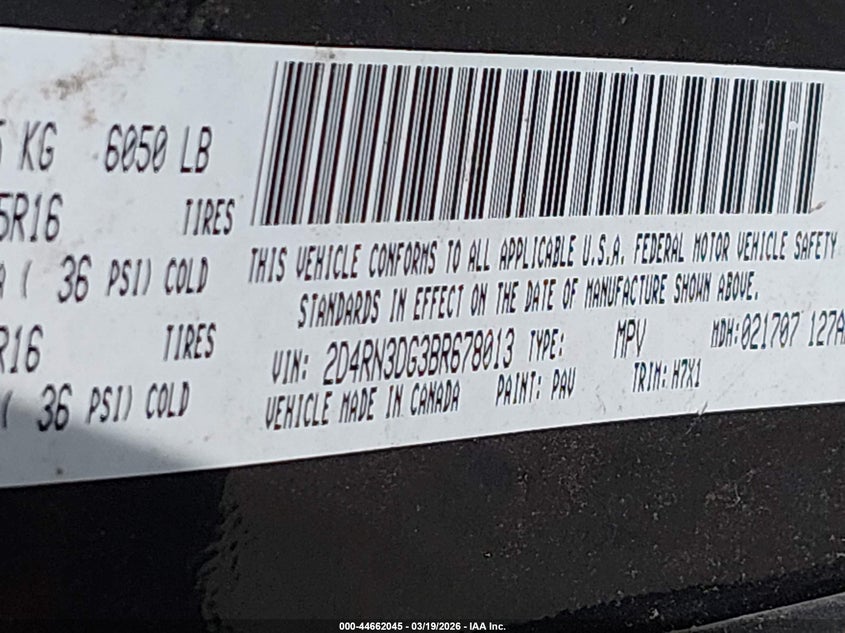 KG 6050 LB
5R16 TIRES
( 36 PSI) COLD
R16 TIRES
( 36 PSI) COLD
THIS VEHICLE CONFORMS TO ALL APPLICABLE U.S.A. FEDERAL MOTOR VEHICLE SAFETY
STANDARDS IN EFFECT ON THE DATE OF MANUFACTURE SHOWN ABOVE.
VIN: 2D4RN3DG3BR678013 TYPE: MPV MDH:021707 127A
VEHICLE MADE IN CANADA PAINT: PAV TRIM: H7X1
000-44662045 - 03/19/2026 - IAA Inc.